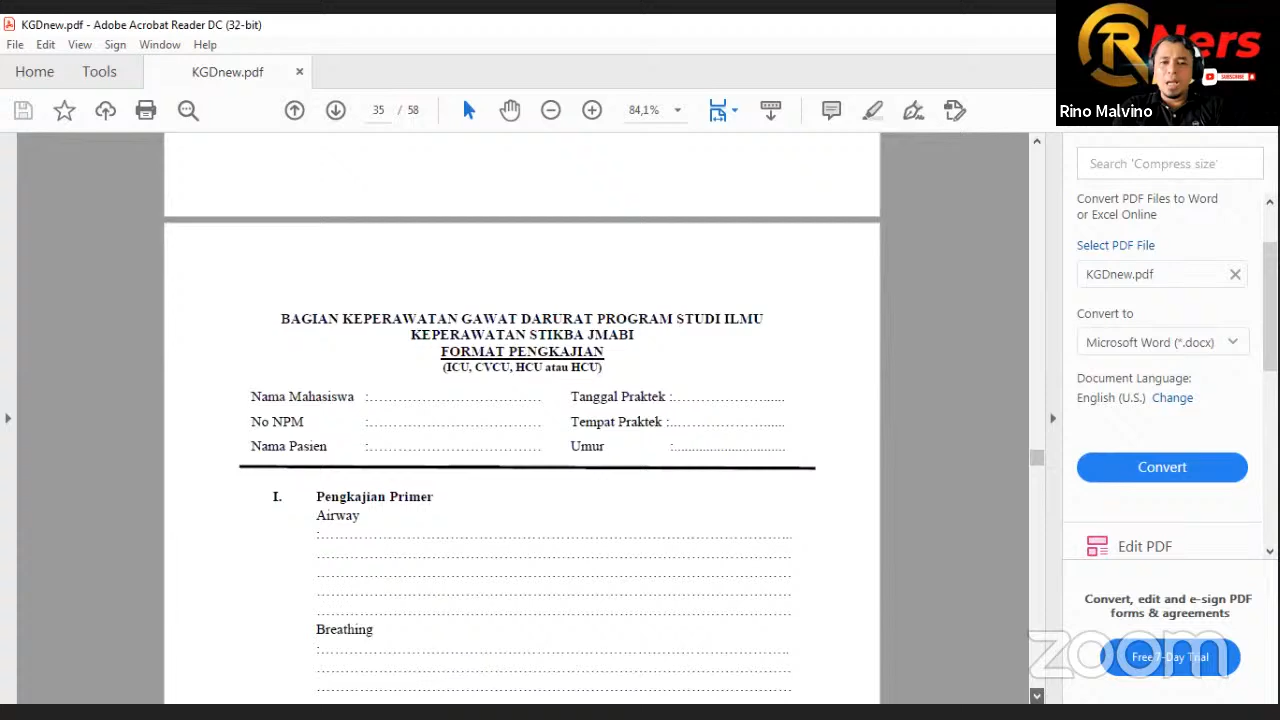 KGDnew.pdf - Adobe Acrobat Reader DC (32-bit)
File Edit View Sign Window Help
Home Tools KGDnew.pdf ×
35 / 58 84,1%
RNers
SUBSCRIBE
Rino Malvino
BAGIAN KEPERAWATAN GAWAT DARURAT PROGRAM STUDI ILMU
KEPERAWATAN STIKBA JMABI
FORMAT PENGKAJIAN
(ICU, CVCU, HCU atau HCU)
Nama Mahasiswa :........................................ Tanggal Praktek :...........................
No NPM :........................................ Tempat Praktek :...........................
Nama Pasien :........................................ Umur :...........................
I. Pengkajian Primer
Airway
:.....................................................................................................
.....................................................................................................
.....................................................................................................
.....................................................................................................
.....................................................................................................
Breathing
:.....................................................................................................
.....................................................................................................
.....................................................................................................
Search 'Compress size'
Convert PDF Files to Word
or Excel Online
Select PDF File
KGDnew.pdf
Convert to
Microsoft Word (*.docx)
Document Language:
English (U.S.) Change
Convert
Edit PDF
Convert, edit and e-sign PDF
forms & agreements
Free 7-Day Trial
zoom